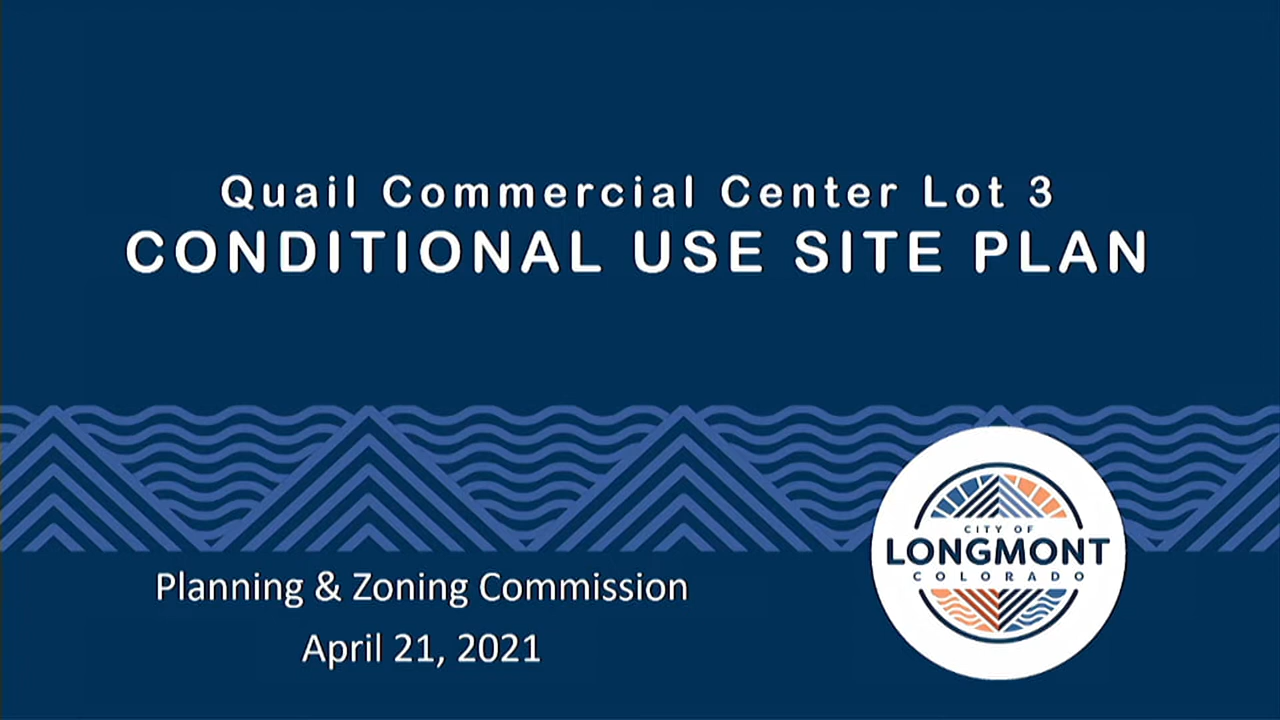 Quail Commercial Center Lot 3
CONDITIONAL USE SITE PLAN
CITY OF
LONGMONT
COLORADO
Planning & Zoning Commission
April 21, 2021